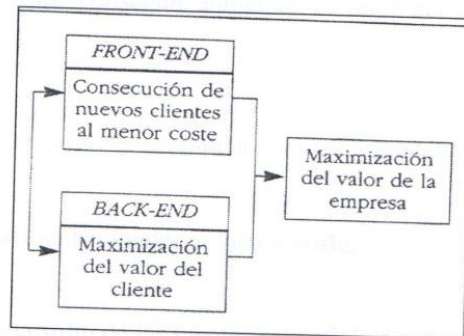 FRONT-END
Consecución de
nuevos clientes
al menor coste
BACK-END
Maximización
del valor del
cliente
Maximización
del valor de la
empresa